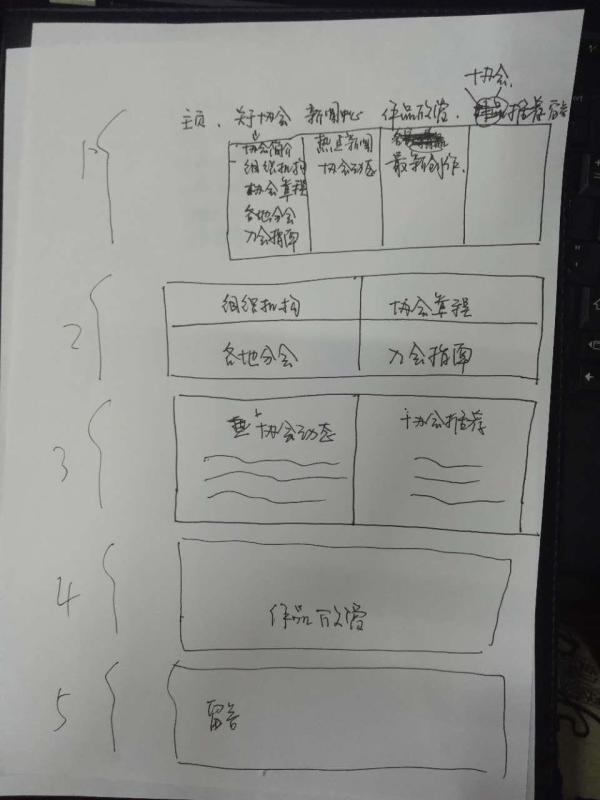 协会
1
主页、关于协会 新闻中心 作品欣赏、协会推荐 留言
协会简介 热点新闻
组织机构 协会动态 最新创作.
协会章程
各地分会
入会指南
2
组织机构 协会章程
各地分会 入会指南
3
协会动态 协会推荐
4
作品欣赏
5
留言